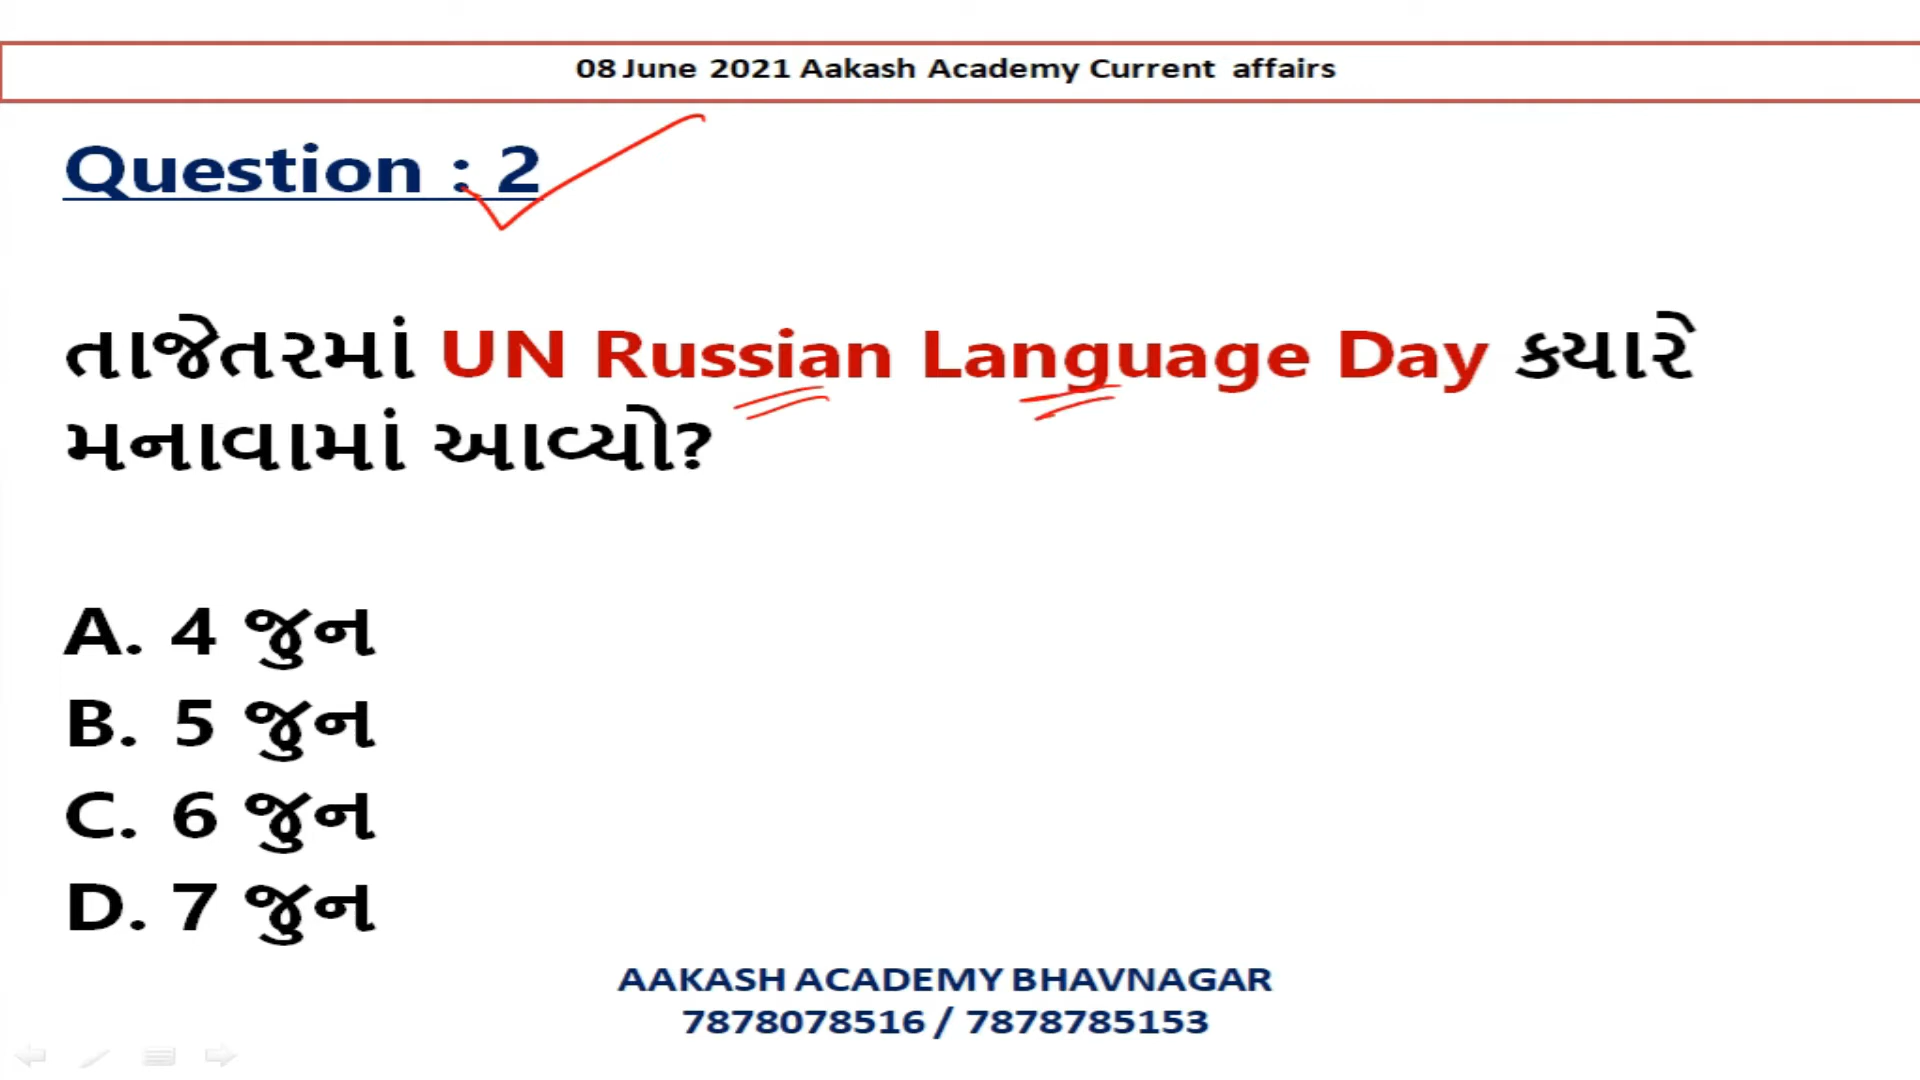 08 June 2021 Aakash Academy Current affairs
Question : 2
તાજેતરમાં UN Russian Language Day ક્યારે
મનાવામાં આવ્યો?
A. 4 જુન
B. 5 જુન
C. 6 જુન
D. 7 જુન
AAKASH ACADEMY BHAVNAGAR
7878078516 / 7878785153